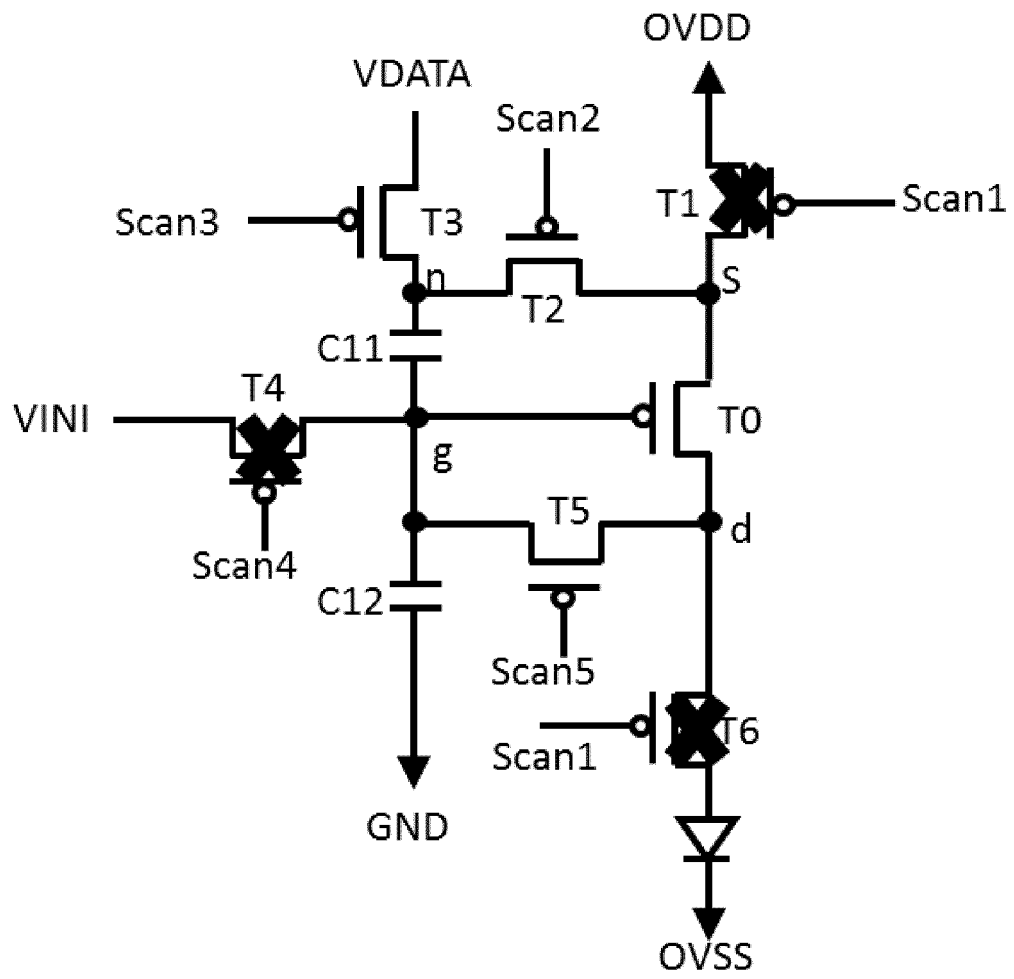 OVDD
VDATA
Scan2
T1
Scan1
Scan3
T3
n
S
T2
C11
T4
VINI
T0
g
T5
d
Scan4
C12
Scan5
T6
Scan1
GND
OVSS